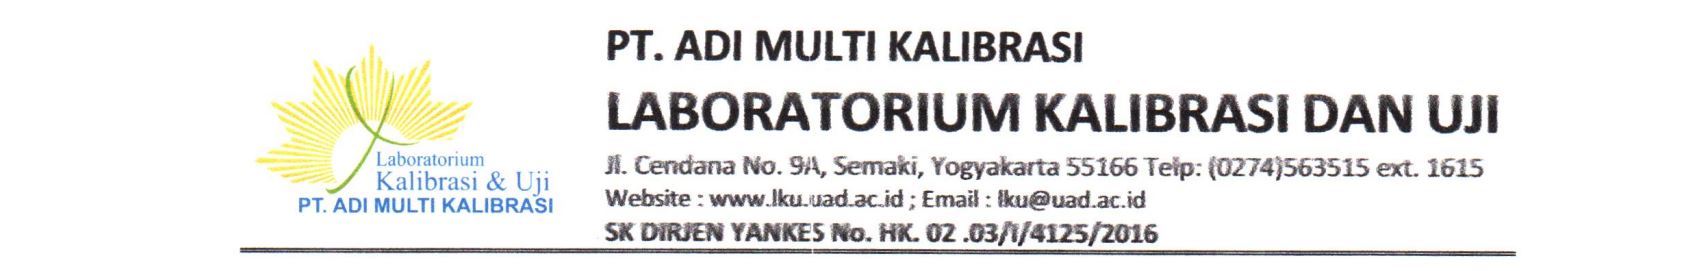 Laboratorium
Kalibrasi & Uji
PT. ADI MULTI KALIBRASI
PT. ADI MULTI KALIBRASI
LABORATORIUM KALIBRASI DAN UJI
Jl. Cendana No. 9A, Semaki, Yogyakarta 55166 Telp: (0274)563515 ext. 1615
Website : www.lku.uad.ac.id ; Email : lku@uad.ac.id
SK DIRJEN YANKES No. HK. 02 .03/I/4125/2016